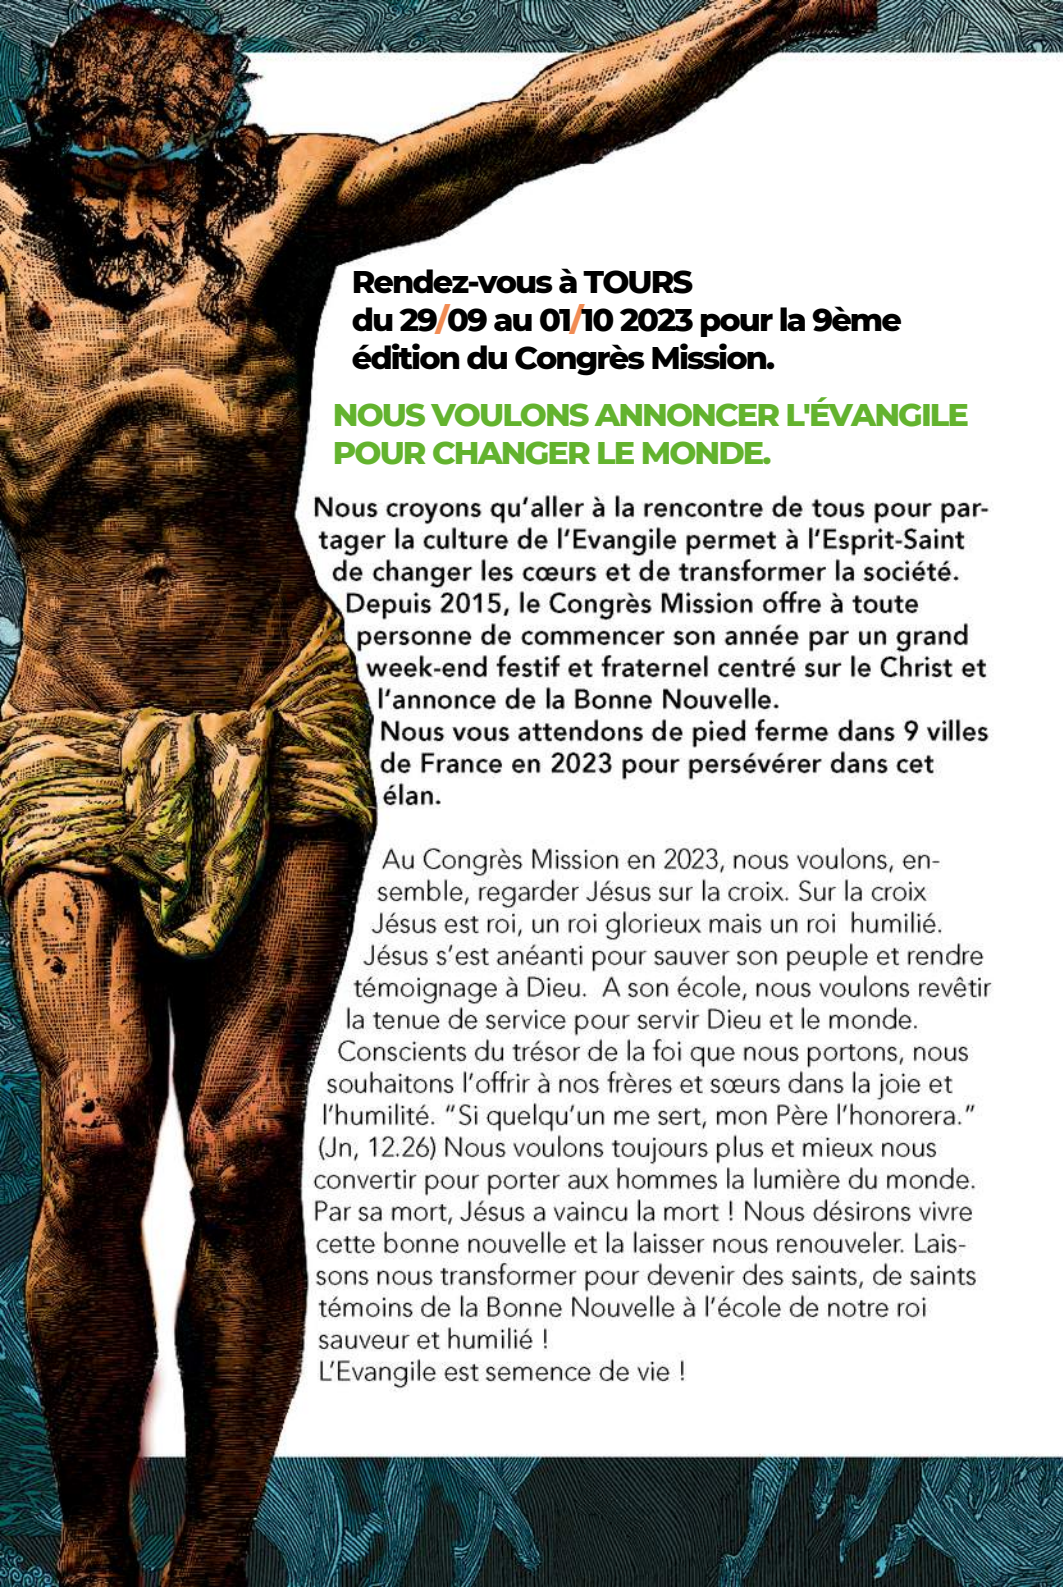 Rendez-vous à TOURS
du 29/09 au 01/10 2023 pour la 9ème
édition du Congrès Mission.
NOUS VOULONS ANNONCER L'ÉVANGILE
POUR CHANGER LE MONDE.
Nous croyons qu’aller à la rencontre de tous pour par-
tager la culture de l’Evangile permet à l’Esprit-Saint
de changer les cœurs et de transformer la société.
Depuis 2015, le Congrès Mission offre à toute
personne de commencer son année par un grand
week-end festif et fraternel centré sur le Christ et
l’annonce de la Bonne Nouvelle.
Nous vous attendons de pied ferme dans 9 villes
de France en 2023 pour persévérer dans cet
élan.
Au Congrès Mission en 2023, nous voulons, en-
semble, regarder Jésus sur la croix. Sur la croix
Jésus est roi, un roi glorieux mais un roi humilié.
Jésus s’est anéanti pour sauver son peuple et rendre
témoignage à Dieu. A son école, nous voulons revêtir
la tenue de service pour servir Dieu et le monde.
Conscients du trésor de la foi que nous portons, nous
souhaitons l’offrir à nos frères et sœurs dans la joie et
l’humilité. “Si quelqu’un me sert, mon Père l’honorera.”
(Jn, 12.26) Nous voulons toujours plus et mieux nous
convertir pour porter aux hommes la lumière du monde.
Par sa mort, Jésus a vaincu la mort ! Nous désirons vivre
cette bonne nouvelle et la laisser nous renouveler. Lais-
sons nous transformer pour devenir des saints, de saints
témoins de la Bonne Nouvelle à l’école de notre roi
sauveur et humilié !
L’Evangile est semence de vie !